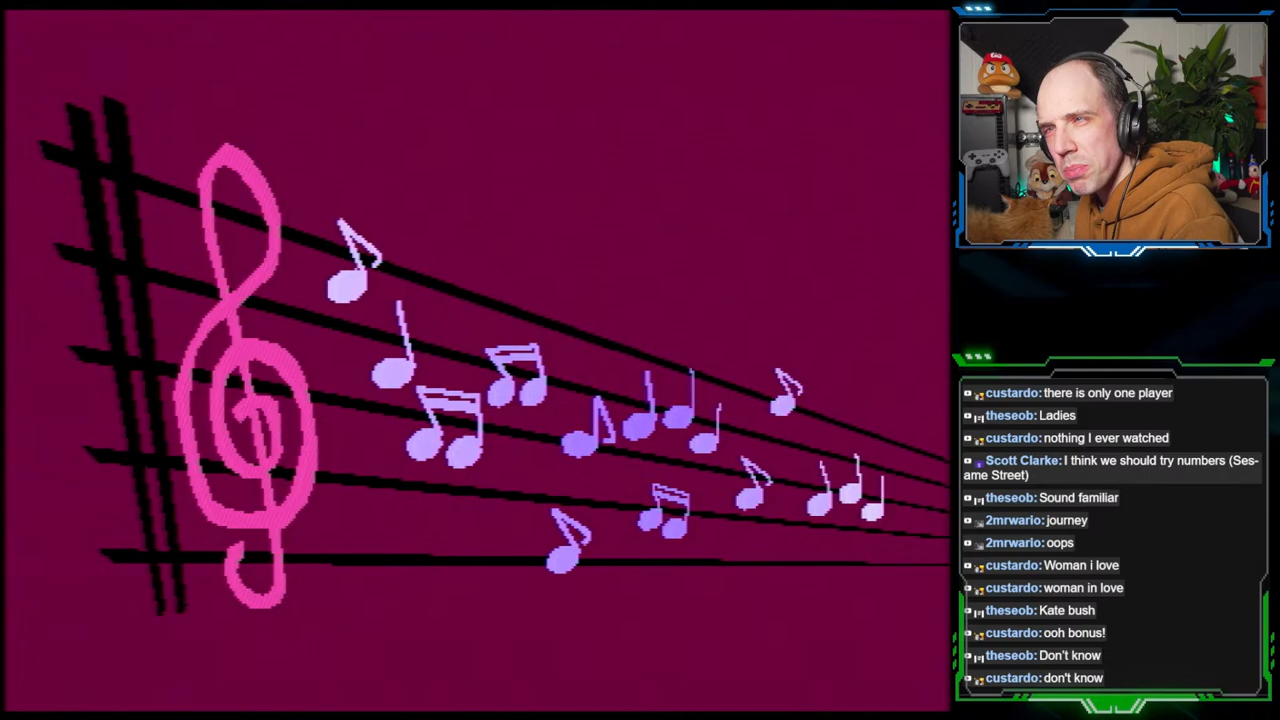 custardo: there is only one player
theseob: Ladies
custardo: nothing I ever watched
Scott Clarke: I think we should try numbers (Ses-
ame Street)
theseob: Sound familiar
2mrwario: journey
2mrwario: oops
custardo: Woman i love
custardo: woman in love
theseob: Kate bush
custardo: ooh bonus!
theseob: Don't know
custardo: don't know